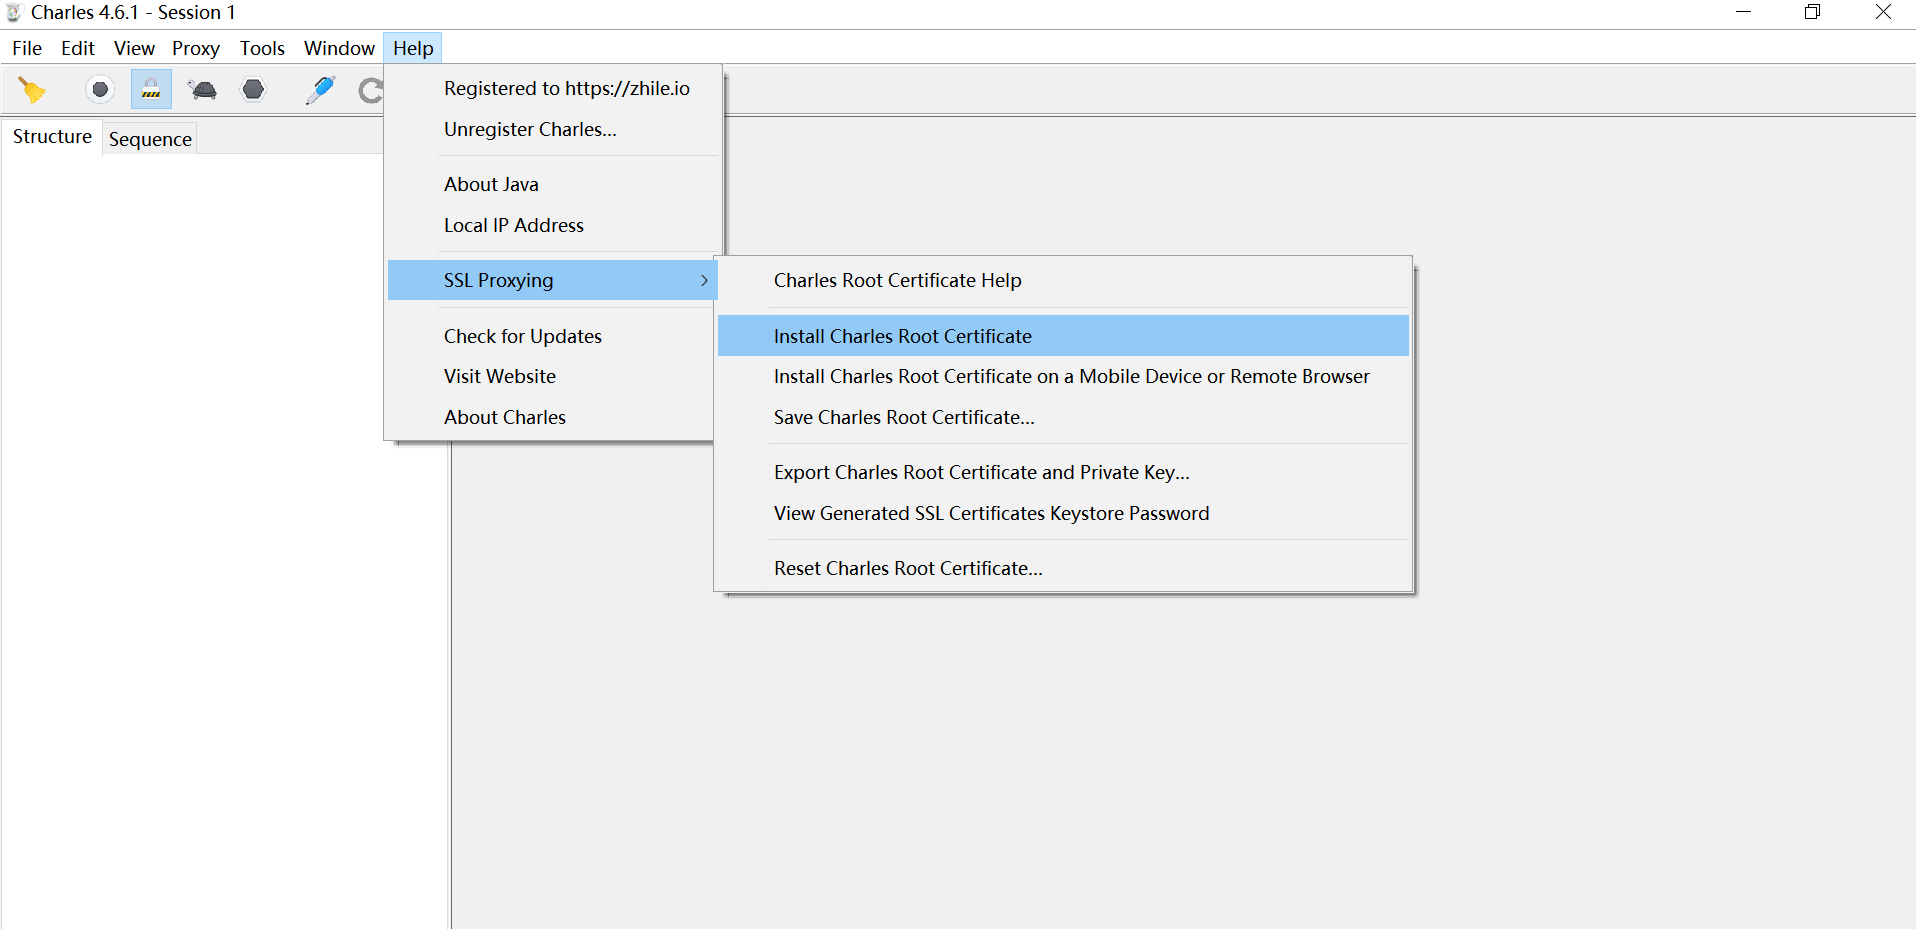 Charles 4.6.1 - Session 1
File Edit View Proxy Tools Window Help
Structure Sequence
Registered to https://zhile.io
Unregister Charles...
About Java
Local IP Address
SSL Proxying
Check for Updates
Visit Website
About Charles
Charles Root Certificate Help
Install Charles Root Certificate
Install Charles Root Certificate on a Mobile Device or Remote Browser
Save Charles Root Certificate...
Export Charles Root Certificate and Private Key...
View Generated SSL Certificates Keystore Password
Reset Charles Root Certificate...